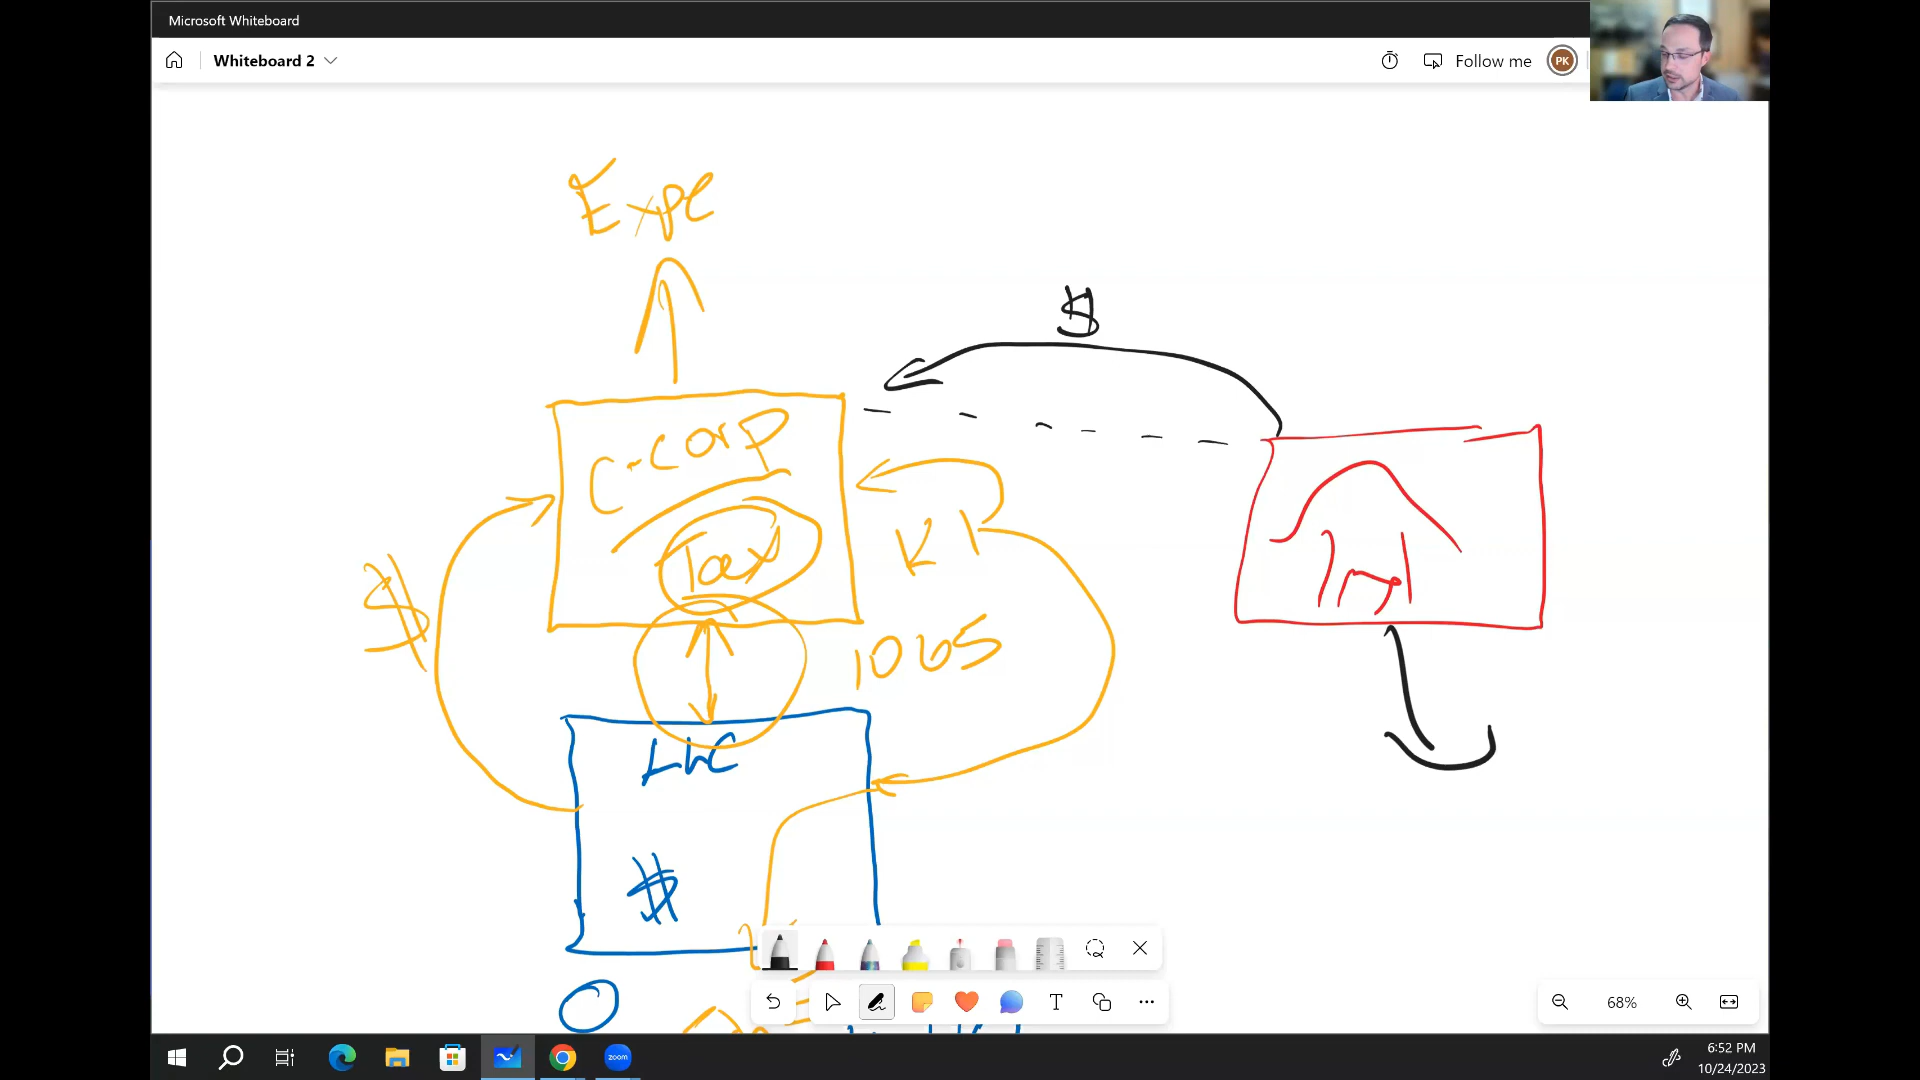 Microsoft Whiteboard
Whiteboard 2
Follow me
PK
Expe
$
C-corp
Tax
K1
$
1065
LLC
$
T
68%
zoom
6:52 PM
10/24/2023